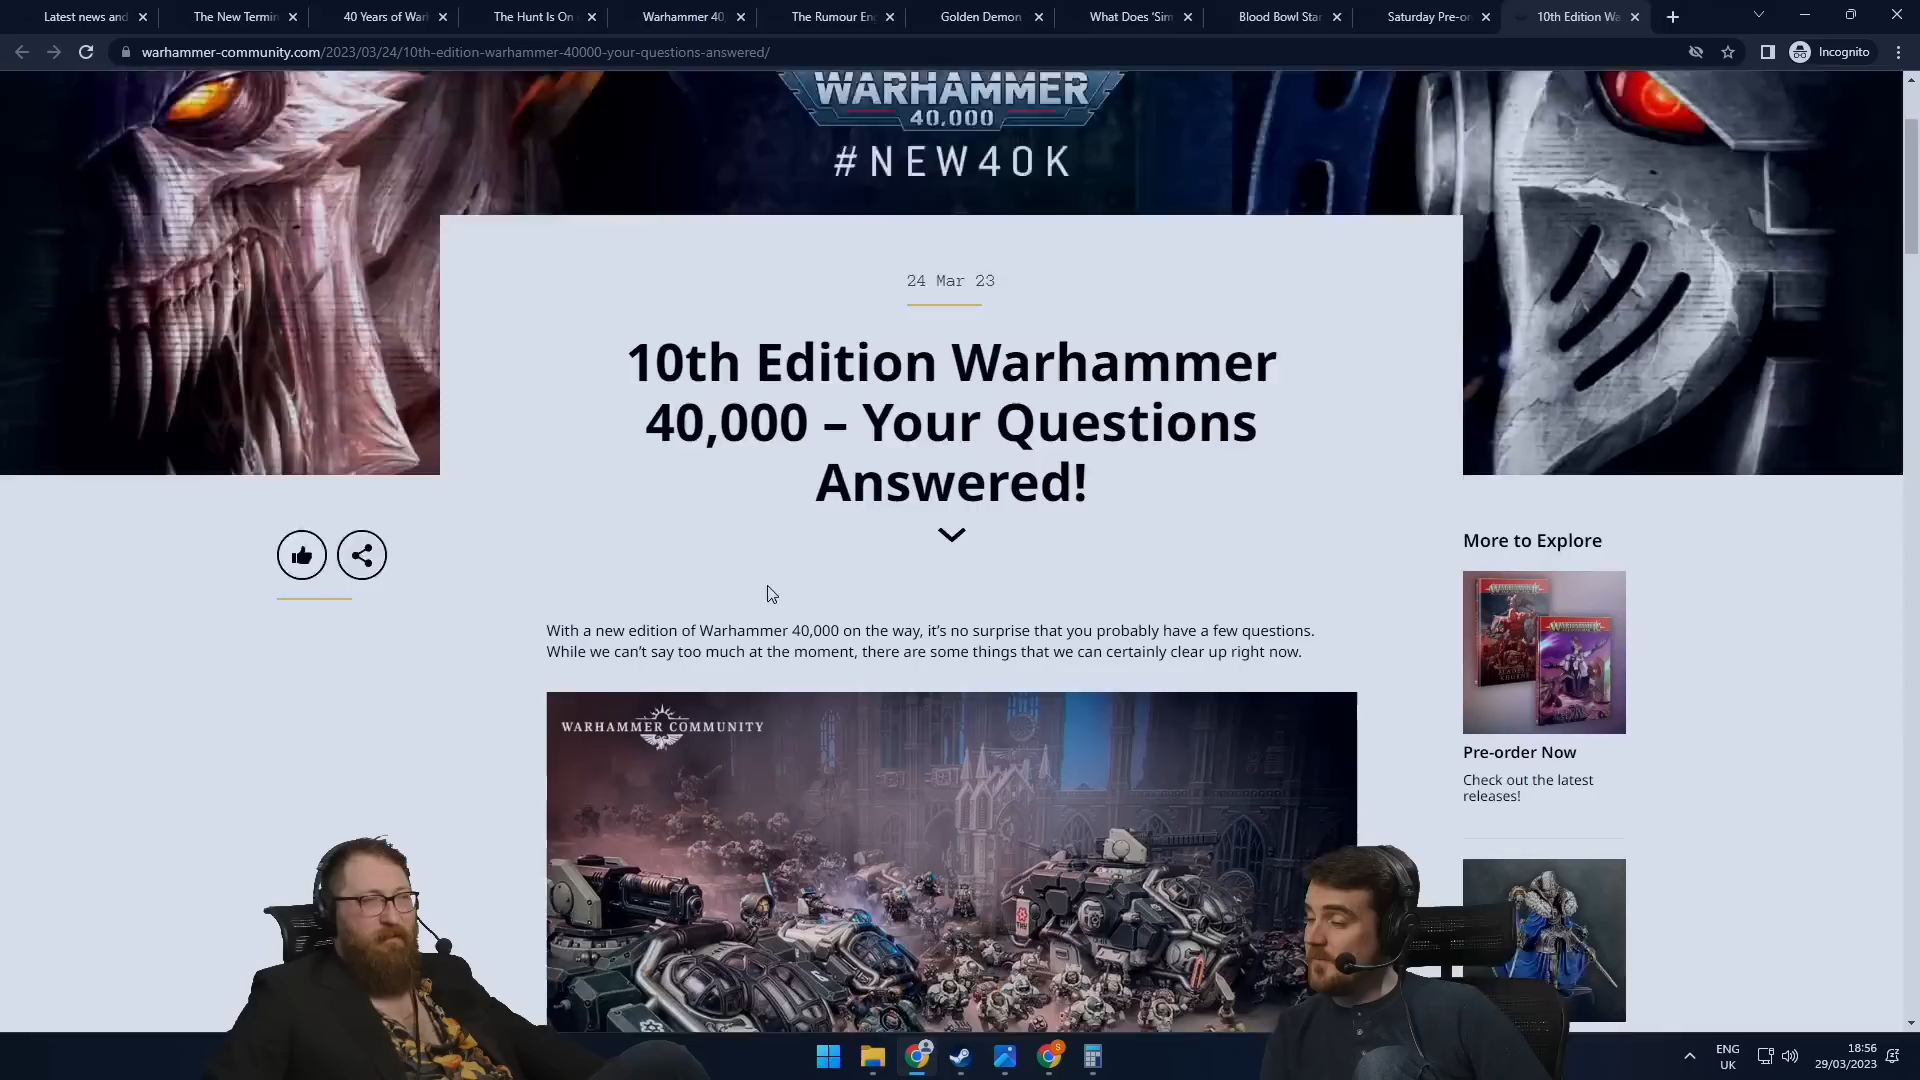 Latest news and
The New Termin
40 Years of War
The Hunt Is On
Warhammer 40,
The Rumour En
Golden Demon
What Does 'Sim
Blood Bowl Star
Saturday Pre-or
10th Edition Wa
warhammer-community.com/2023/03/24/10th-edition-warhammer-40000-your-questions-answered/
Incognito
WARHAMMER
40,000
#NEW40K
24 Mar 23
10th Edition Warhammer
40,000 – Your Questions
Answered!
With a new edition of Warhammer 40,000 on the way, it's no surprise that you probably have a few questions.
While we can't say too much at the moment, there are some things that we can certainly clear up right now.
WARHAMMER COMMUNITY
More to Explore
WARHAMMER
WARHAMMER
Pre-order Now
Check out the latest
releases!
ENG
UK
18:56
29/03/2023